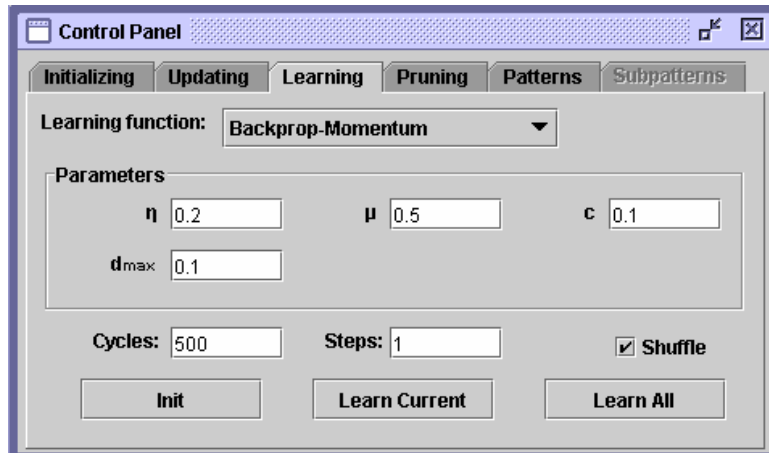 Control Panel
Initializing Updating Learning Pruning Patterns Subpatterns
Learning function: Backprop-Momentum
Parameters
η 0.2 μ 0.5 c 0.1
dmax 0.1
Cycles: 500 Steps: 1 Shuffle
Init Learn Current Learn All